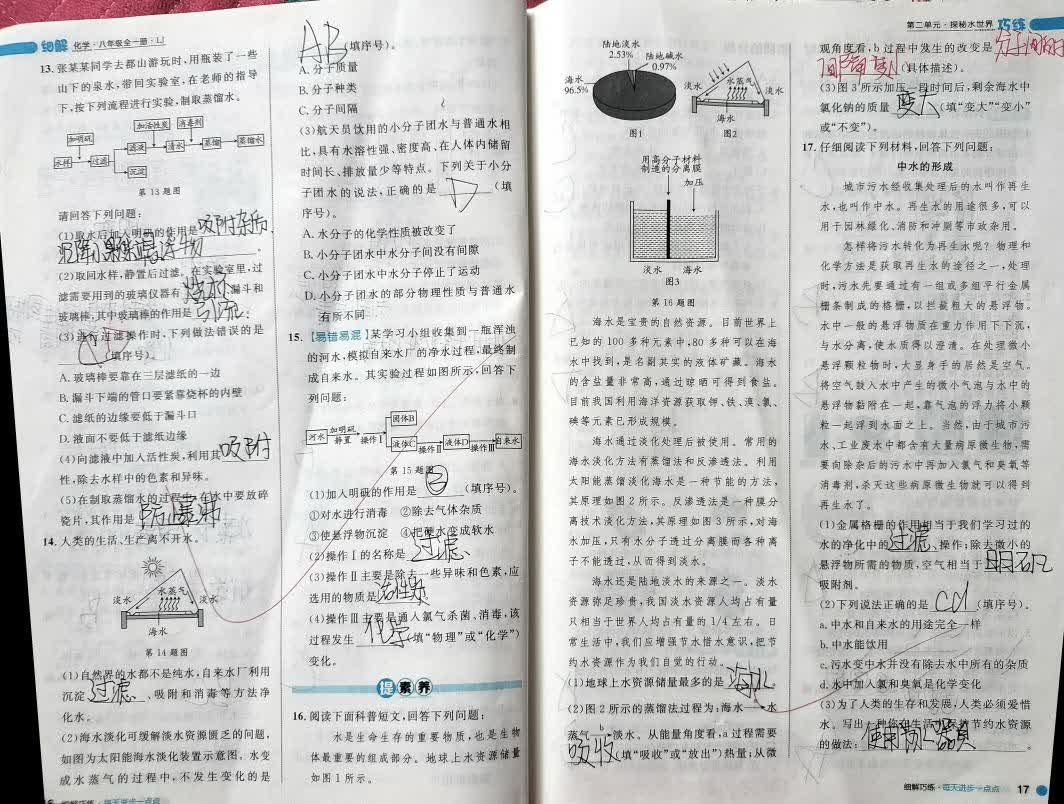 细解 化学·八年级全一册·LJ
13. 张某某同学去都山游玩时,用瓶装了一些
山下的泉水,带回实验室,在老师的指导
下,按下列流程进行实验,制取蒸馏水。
加明矾 加活性炭 消毒剂
水样 过滤 滤液 清水 蒸馏 蒸馏水
沉淀
第 13 题图
请回答下列问题:
(1)取水后加入明矾的作用是吸附杂质,
。
(2)取回水样,静置后过滤。在实验室里,过
滤需要用到的玻璃仪器有烧杯、漏斗和
玻璃棒,其中玻璃棒的作用是引流。
(3)进行过滤操作时,下列做法错误的是
C(填序号)。
A. 玻璃棒要靠在三层滤纸的一边
B. 漏斗下端的管口要紧靠烧杯的内壁
C. 滤纸的边缘要低于漏斗口
D. 液面不要低于滤纸边缘
(4)向滤液中加入活性炭,利用其吸附
性,除去水样中的色素和异味。
(5)在制取蒸馏水的过程中,在水中要放碎
瓷片,其作用是防暴沸
14. 人类的生活、生产离不开水。
水蒸气
淡水 淡水
海水
第 14 题图
(1)自然界的水都不是纯水,自来水厂利用
沉淀、过滤、吸附和消毒等方法净
化水。
(2)海水淡化可缓解淡水资源匮乏的问题,
如图为太阳能海水淡化装置示意图。水变
成水蒸气的过程中,不发生变化的是
16 细解巧练·每天进步一点点
AB(填序号)。
A. 分子质量
B. 分子种类
C. 分子间隔
(3)航天员饮用的小分子团水与普通水相
比,具有水溶性强、密度高、在人体内储留
时间长、排放量少等特点。下列关于小分
子团水的说法,正确的是 D (填
序号)。
A. 水分子的化学性质被改变了
B. 小分子团水中水分子间没有间隙
C. 小分子团水中水分子停止了运动
D. 小分子团水的部分物理性质与普通水
有所不同
15. 【易错易混】某学习小组收集到一瓶浑浊
的河水,模拟自来水厂的净水过程,最终制
成自来水。其实验过程如图所示,回答下
列问题:
固体B
河水 加明矾 静置 操作Ⅰ 液体C 操作Ⅱ 液体D 操作Ⅲ 自来水
第 15 题图
(1)加入明矾的作用是 ③ (填序号)。
①对水进行消毒 ②除去气体杂质
③使悬浮物沉淀 ④把硬水变成软水
(2)操作Ⅰ的名称是过滤。
(3)操作Ⅱ主要是除去一些异味和色素,应
选用的物质是活性炭
(4)操作Ⅲ主要是通入氯气杀菌、消毒,该
过程发生化学(填“物理”或“化学”)
变化。
提素养
16. 阅读下面科普短文,回答下列问题:
水是生命存在的重要物质,也是生物
体最重要的组成部分。地球上水资源储量
如图 1 所示。
第二单元·探秘水世界 巧练
陆地淡水
2.53%
陆地碱水
0.97%
海水
96.5%
图1
水蒸气
淡水 淡水
海水
图2
用高分子材料
制造的分离膜
加压
淡水 海水
图3
第 16 题图
海水是宝贵的自然资源。目前世界上
已知的 100 多种元素中,80 多种可以在海
水中找到,是名副其实的液体矿藏。海水
的含盐量非常高,通过晾晒可得到食盐。
目前我国利用海洋资源获取钾、铁、溴、氯、
碘等元素已形成规模。
海水通过淡化处理后被使用。常用的
海水淡化方法有蒸馏法和反渗透法。利用
太阳能蒸馏淡化海水是一种节能的方法,
其原理如图 2 所示。反渗透法是一种膜分
离技术淡化方法,其原理如图 3 所示,对海
水加压,只有水分子透过分离膜而各种离
子不能透过,从而得到淡水。
海水还是陆地淡水的来源之一。淡水
资源弥足珍贵,我国淡水资源人均占有量
只相当于世界人均占有量的 1/4 左右。日
常生活中,我们应增强节水惜水意识,把节
约水资源作为我们自觉的行动。
(1)地球上水资源储量最多的是海水。
(2)图 2 所示的蒸馏法过程为:海水—水
蒸气—淡水。从能量角度看,a 过程需要
吸收(填“吸收”或“放出”)热量;从微
观角度看,b 过程中发生的改变是分子间的
间隔变小(具体描述)。
(3)图 3 所示加压一段时间后,剩余海水中
氯化钠的质量变大(填“变大”“变小”
或“不变”)。
17. 仔细阅读下列材料,回答下列问题:
中水的形成
城市污水经收集处理后的水叫作再生
水,也叫作中水。再生水的用途很多,可以
用于园林绿化、消防和冲厕等市政杂用。
怎样将污水转化为再生水呢?物理和
化学方法是获取再生水的途径之一,处理
时,污水先要通过有一组或多组平行金属
栅条制成的格栅,以拦截粗大的悬浮物。
水中一般的悬浮物质在重力作用下下沉,
与水分离,使水质得以澄清。在处理微小
悬浮颗粒物时,大显身手的居然是空气。
将空气鼓入水中产生的微小气泡与水中的
悬浮物黏附在一起,靠气泡的浮力将小颗
粒一起浮到水面之上。当然,由于城市污
水、工业废水中都含有大量病原微生物,需
要向除杂后的污水中再加入氯气和臭氧等
消毒剂,杀灭这些病原微生物就可以得到
再生水了。
(1)金属格栅的作用相当于我们学习过的
水的净化中的过滤操作;除去微小的
悬浮物所需的物质,空气相当于明矾
吸附剂。
(2)下列说法正确的是 cd (填序号)。
a. 中水和自来水的用途完全一样
b. 中水能饮用
c. 污水变中水并没有除去水中所有的杂质
d. 水中加入氯和臭氧是化学变化
(3)为了人类的生存和发展,人类必须爱惜
水。写出一种你在生活中保护节约水资源
的做法:使用节水器具。
细解巧练·每天进步一点点 17